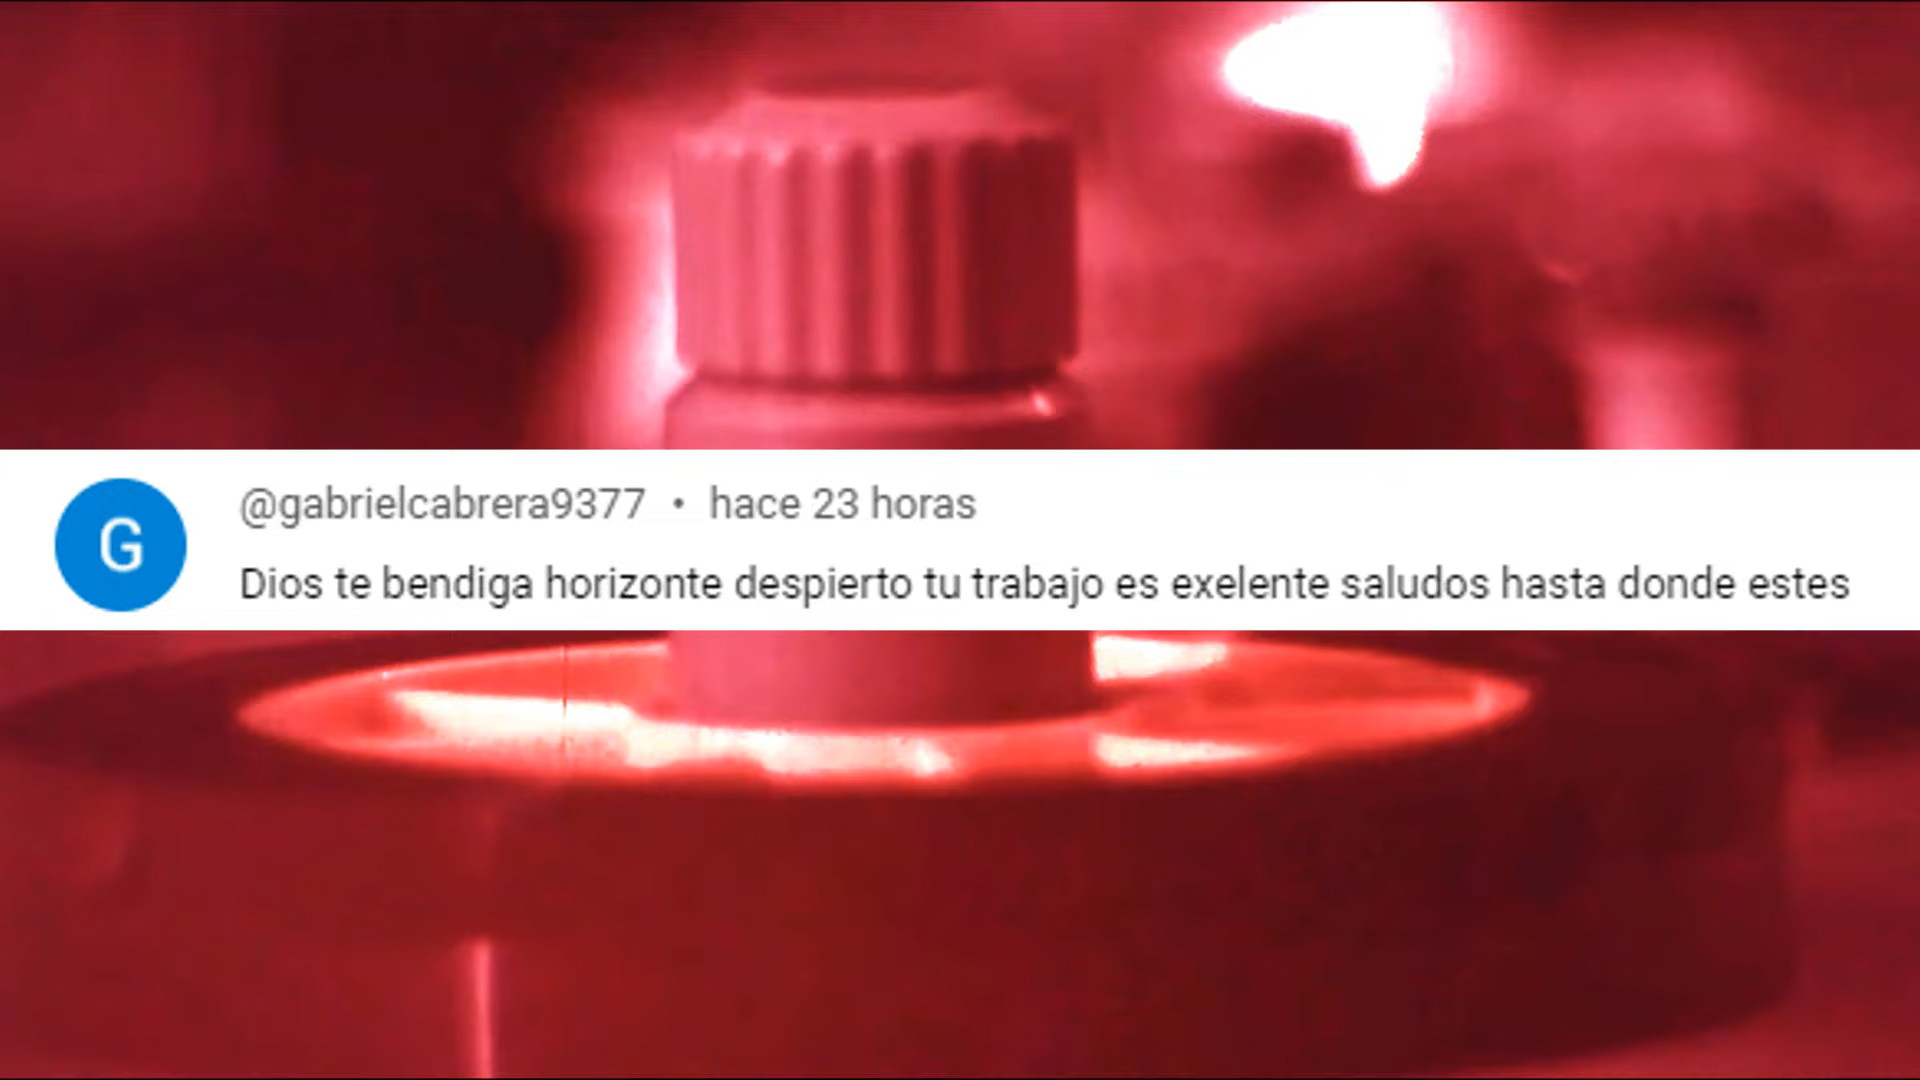 G
@gabrielcabrera9377 • hace 23 horas
Dios te bendiga horizonte despierto tu trabajo es exelente saludos hasta donde estes